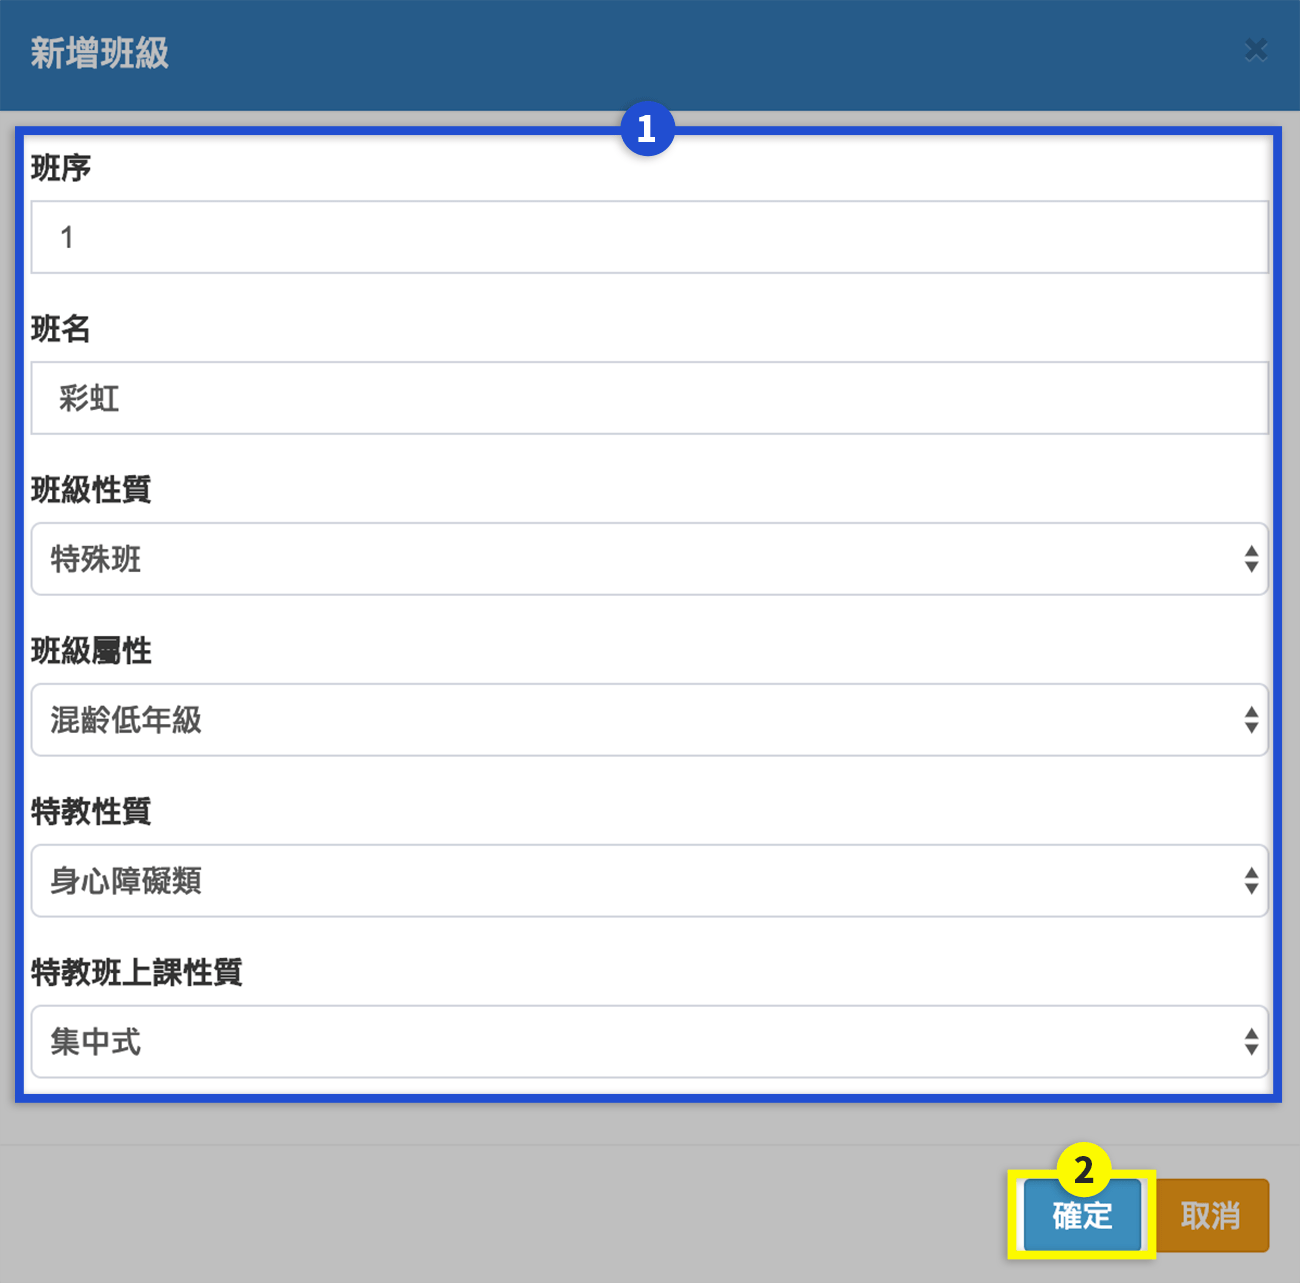 新增班級
1
班序
1
班名
彩虹
班級性質
特殊班
班級屬性
混齡低年級
特教性質
身心障礙類
特教班上課性質
集中式
2
確定 取消